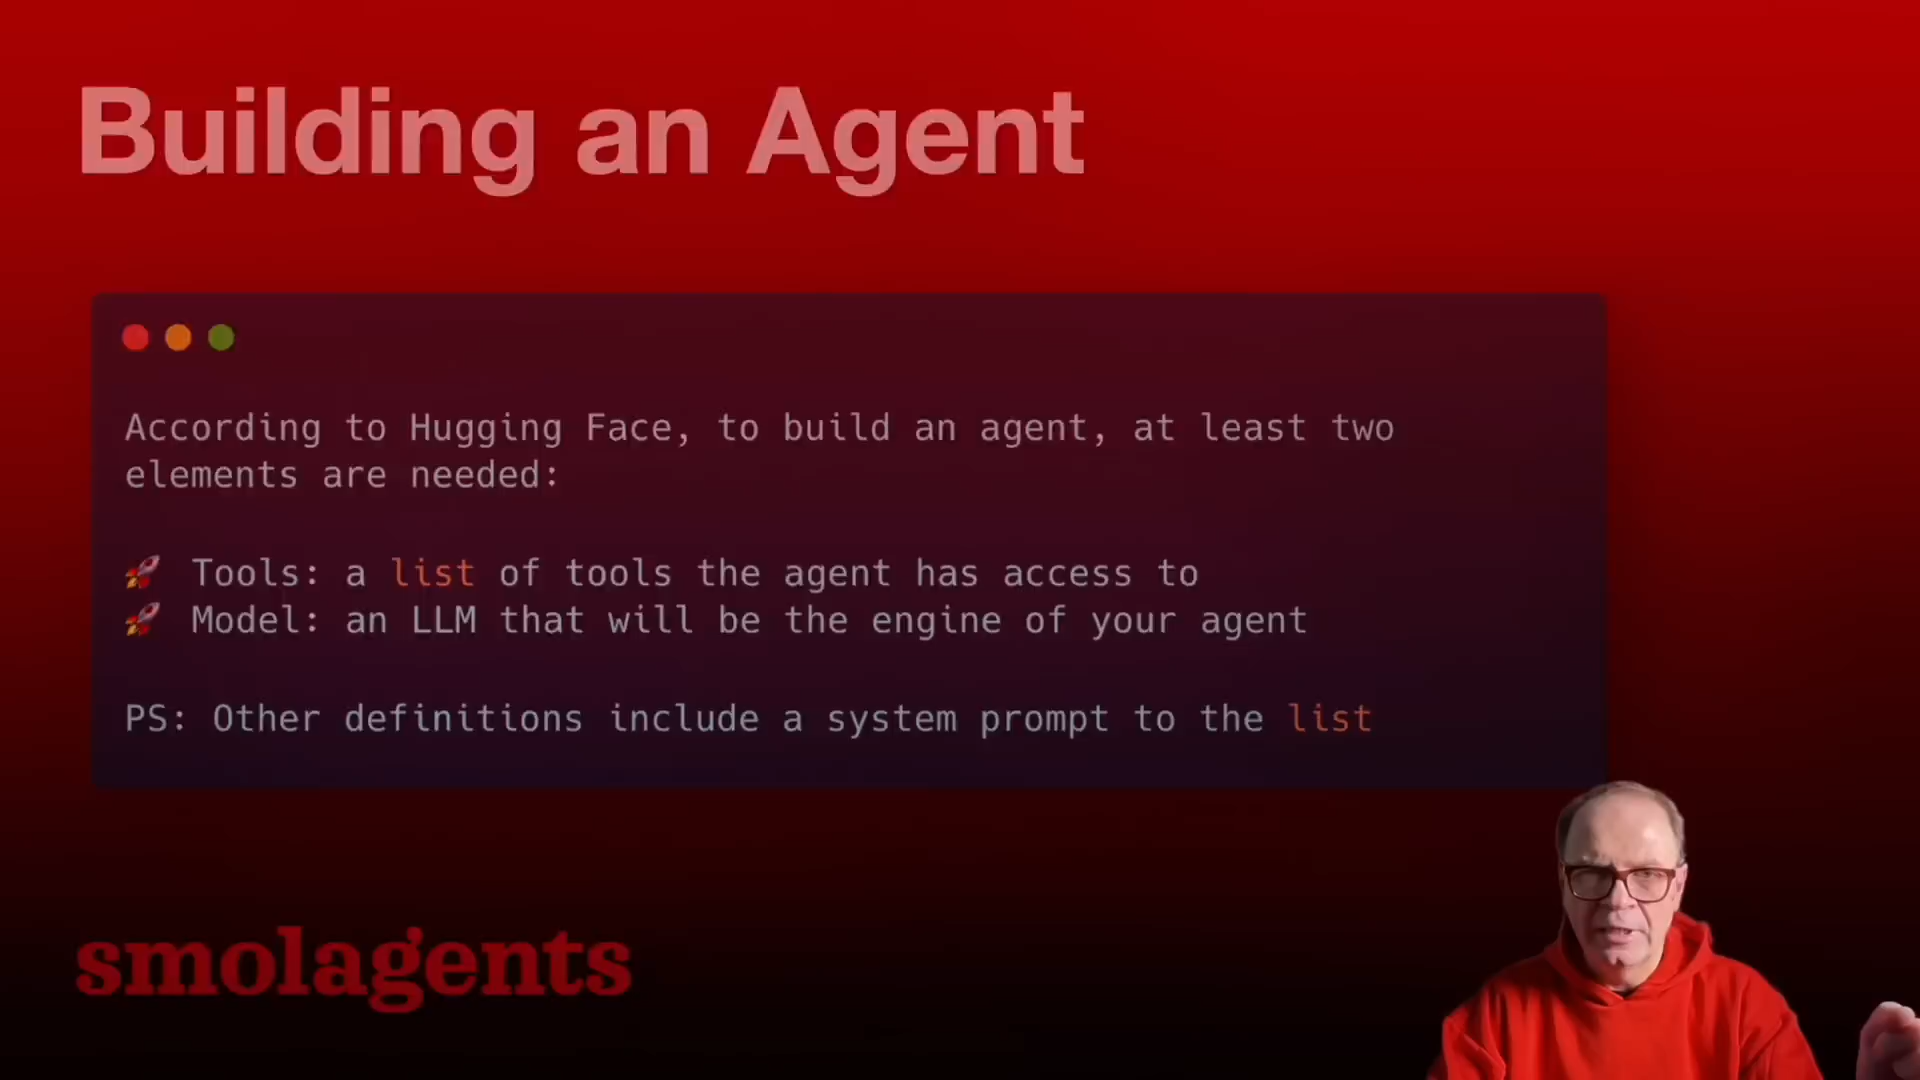 Building an Agent
According to Hugging Face, to build an agent, at least two
elements are needed:
🚀 Tools: a list of tools the agent has access to
🚀 Model: an LLM that will be the engine of your agent
PS: Other definitions include a system prompt to the list
smolagents